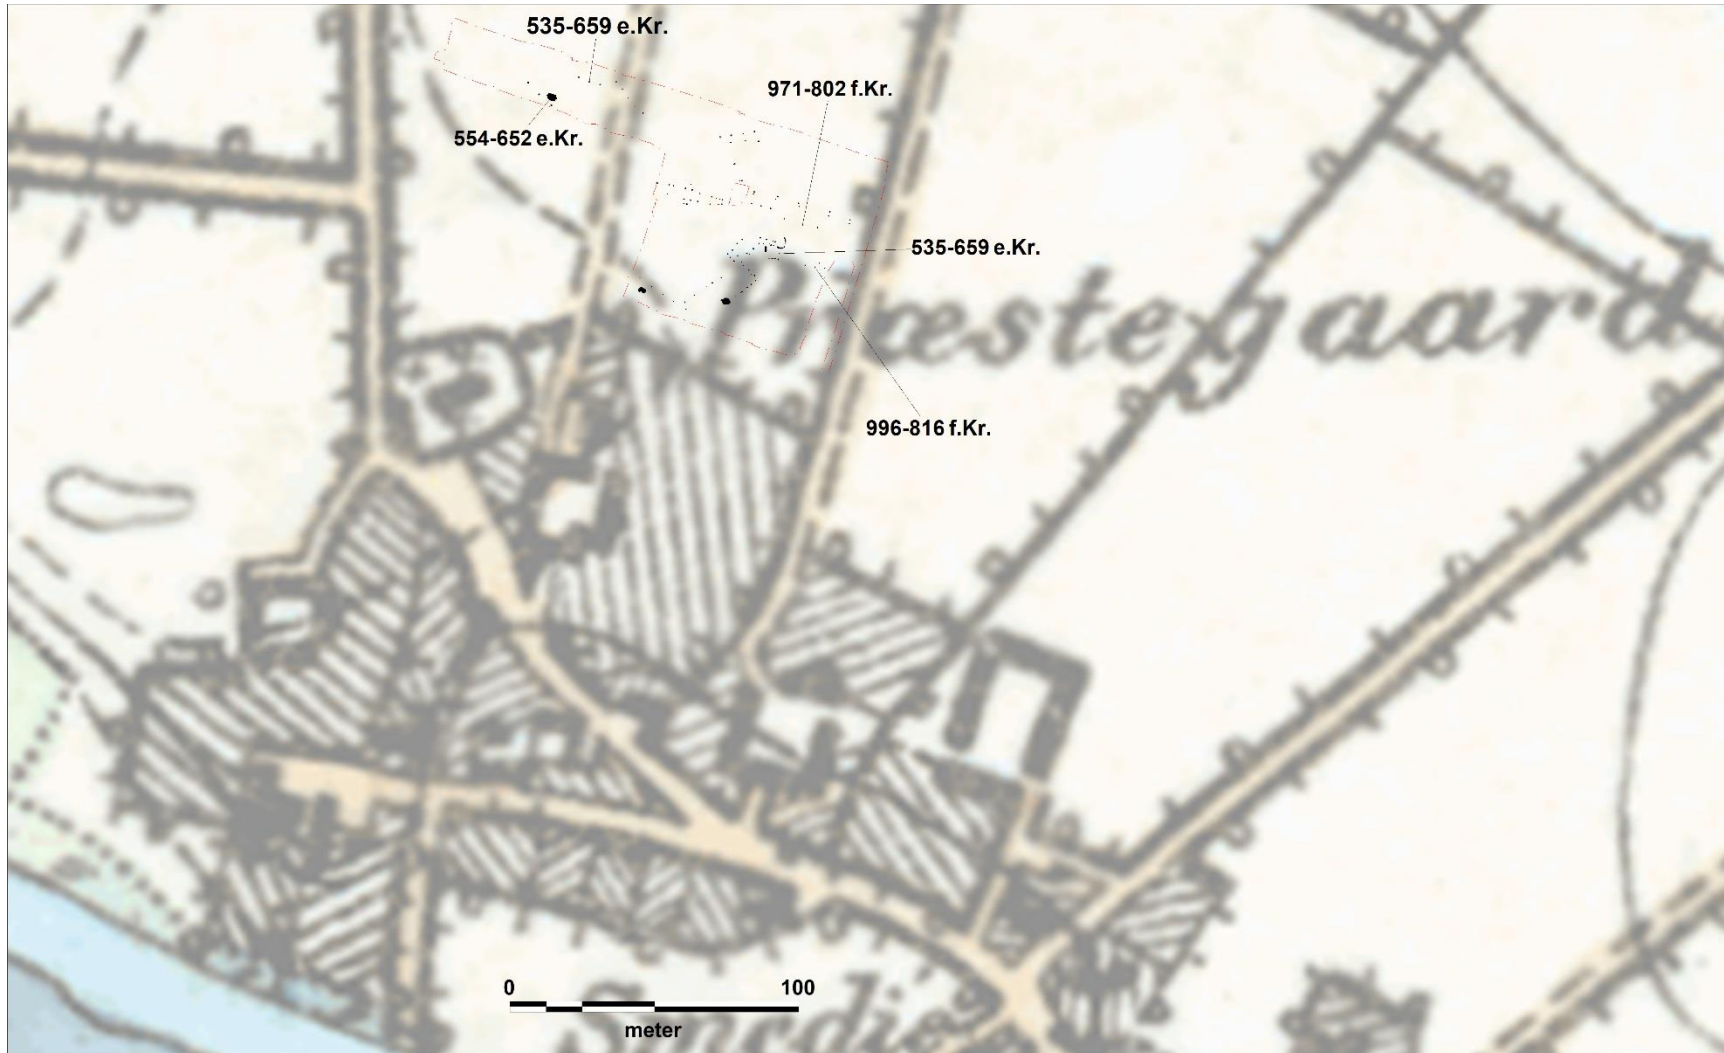 535-659 e.Kr.
971-802 f.Kr.
554-652 e.Kr.
535-659 e.Kr.
Præstegaard
996-816 f.Kr.
0 100
meter